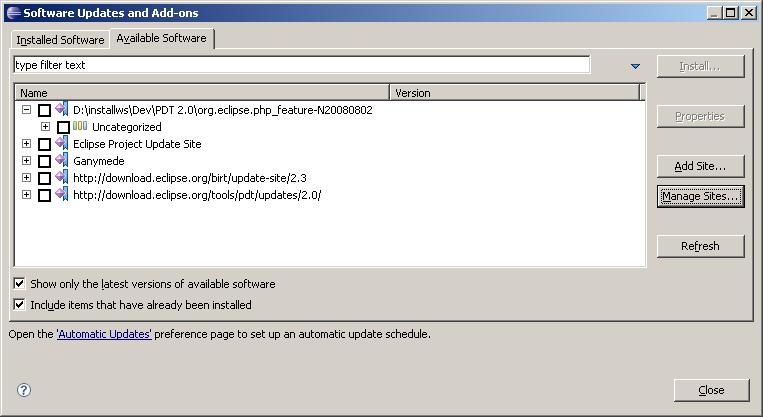 Software Updates and Add-ons
Installed Software
Available Software
type filter text
Install...
Name
Version
D:\installws\Dev\PDT 2.0\org.eclipse.php_feature-N20080802
Properties
Uncategorized
Eclipse Project Update Site
Ganymede
Add Site...
http://download.eclipse.org/birt/update-site/2.3
http://download.eclipse.org/tools/pdt/updates/2.0/
Manage Sites...
Refresh
Show only the latest versions of available software
Include items that have already been installed
Open the 'Automatic Updates' preference page to set up an automatic update schedule.
?
Close